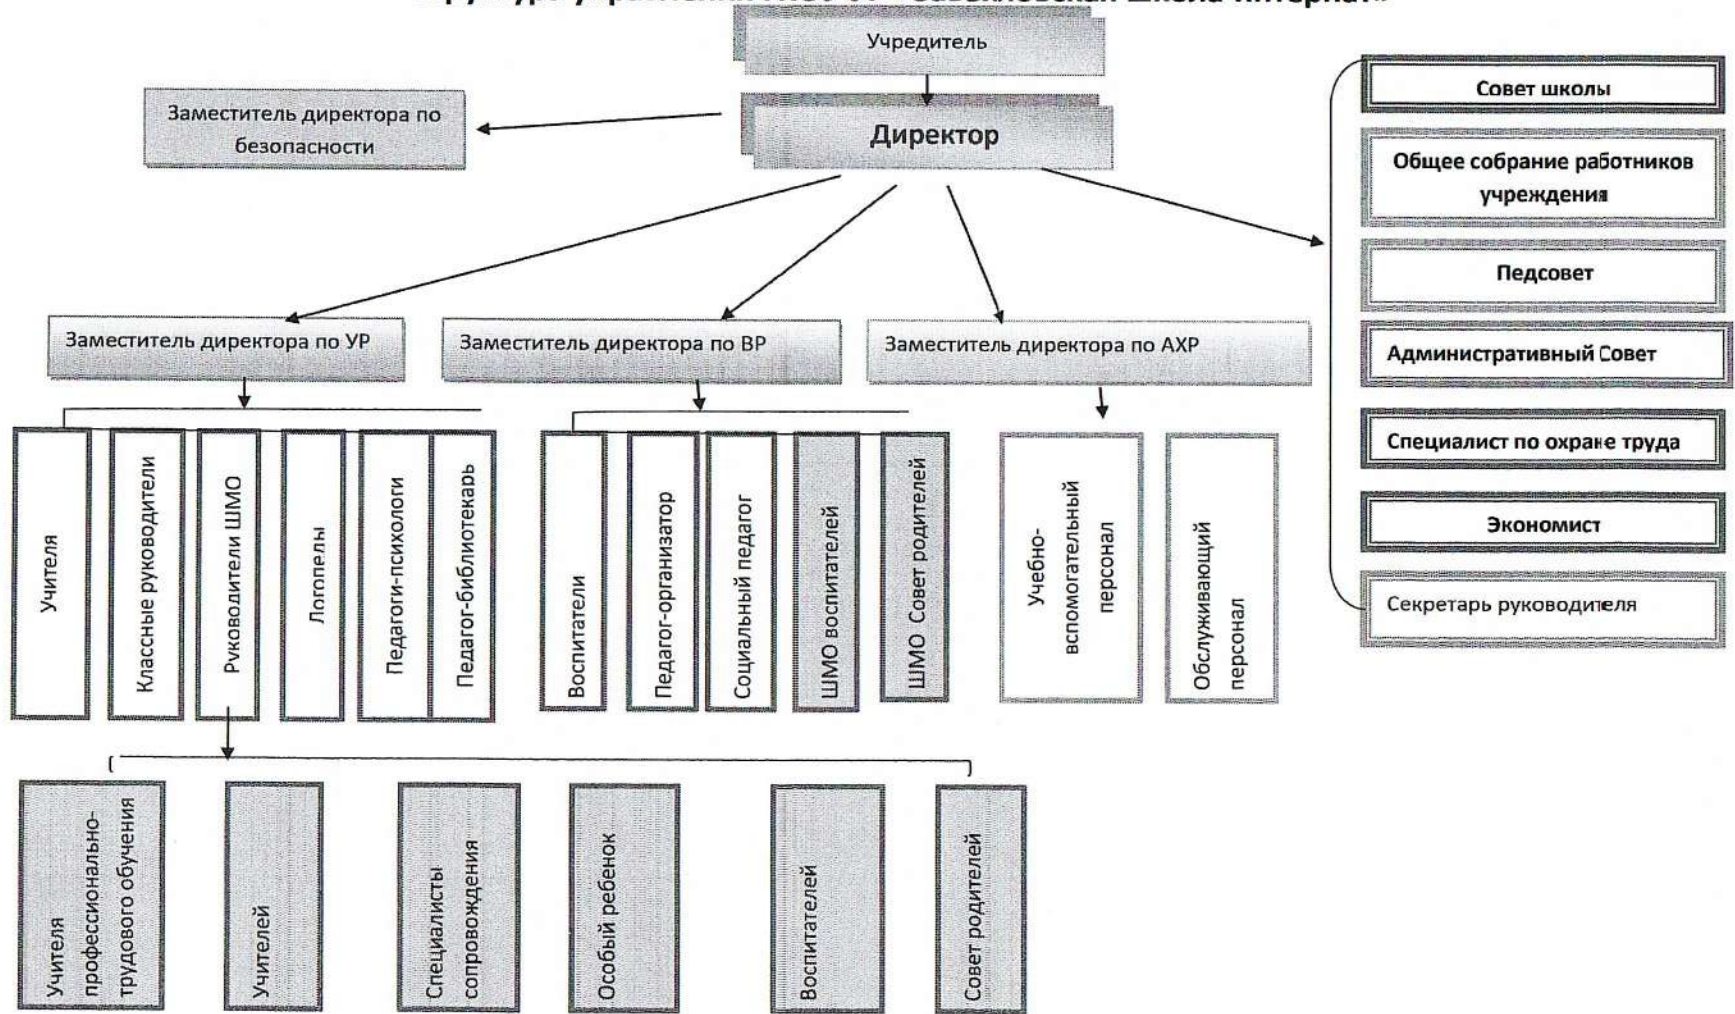 Учредитель
Заместитель директора по
безопасности
Директор
Совет школы
Общее собрание работников
учреждения
Педсовет
Административный Совет
Специалист по охране труда
Экономист
Секретарь руководителя
Заместитель директора по УР
Заместитель директора по ВР
Заместитель директора по АХР
Учителя
Классные руководители
Руководители ШМО
Логопелы
Педагоги-психологи
Педагог-библиотекарь
Воспитатели
Педагог-организатор
Социальный педагог
ШМО воспитателей
ШМО Совет родителей
Учебно-
вспомогательный
персонал
Обслуживающий
персонал
Учителя
профессионально-
трудового обучения
Учителей
Специалисты
сопровождения
Особый ребенок
Воспитателей
Совет родителей